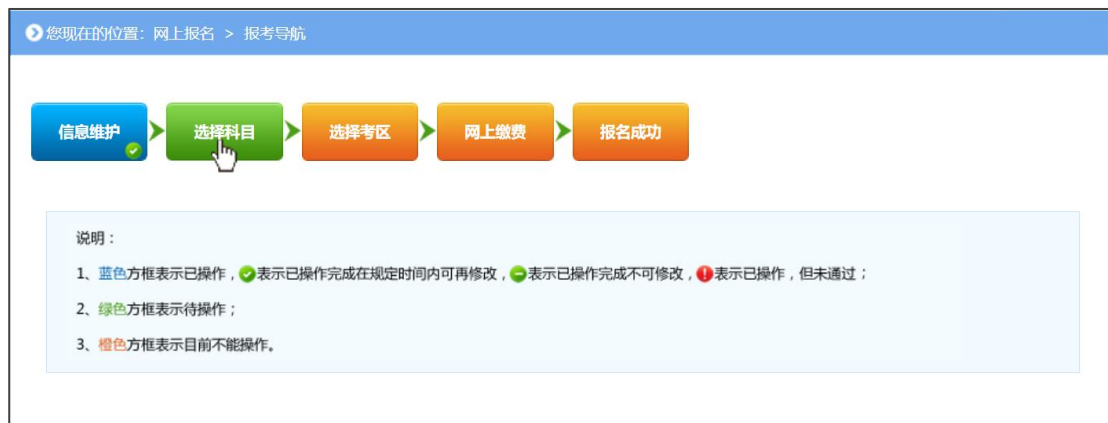 您现在的位置：网上报名 > 报考导航
信息维护 选择科目 选择考区 网上缴费 报名成功
说明：
1、蓝色方框表示已操作，表示已操作完成在规定时间内可再修改，表示已操作完成不可修改，表示已操作，但未通过；
2、绿色方框表示待操作；
3、橙色方框表示目前不能操作。